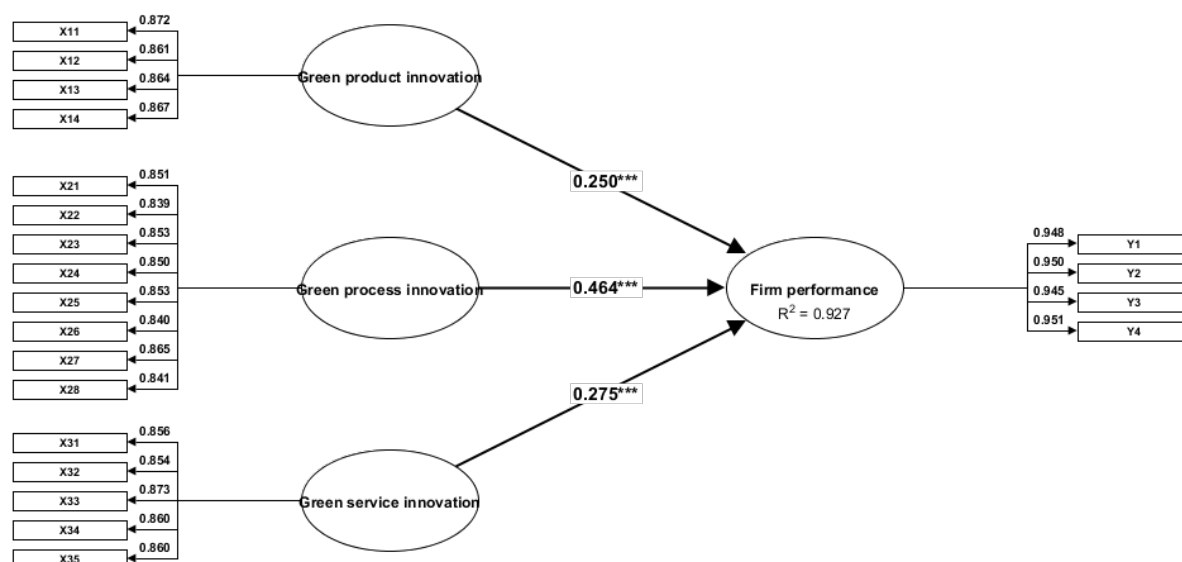 0.872
X11
0.861
X12
0.864
X13
0.867
X14
Green product innovation
0.250***
0.851
X21
0.839
X22
0.853
X23
0.850
X24
0.853
X25
0.840
X26
0.865
X27
0.841
X28
Green process innovation
0.464***
Firm performance
R² = 0.927
0.948
Y1
0.950
Y2
0.945
Y3
0.951
Y4
0.275***
0.856
X31
0.854
X32
0.873
X33
0.860
X34
0.860
X35
Green service innovation